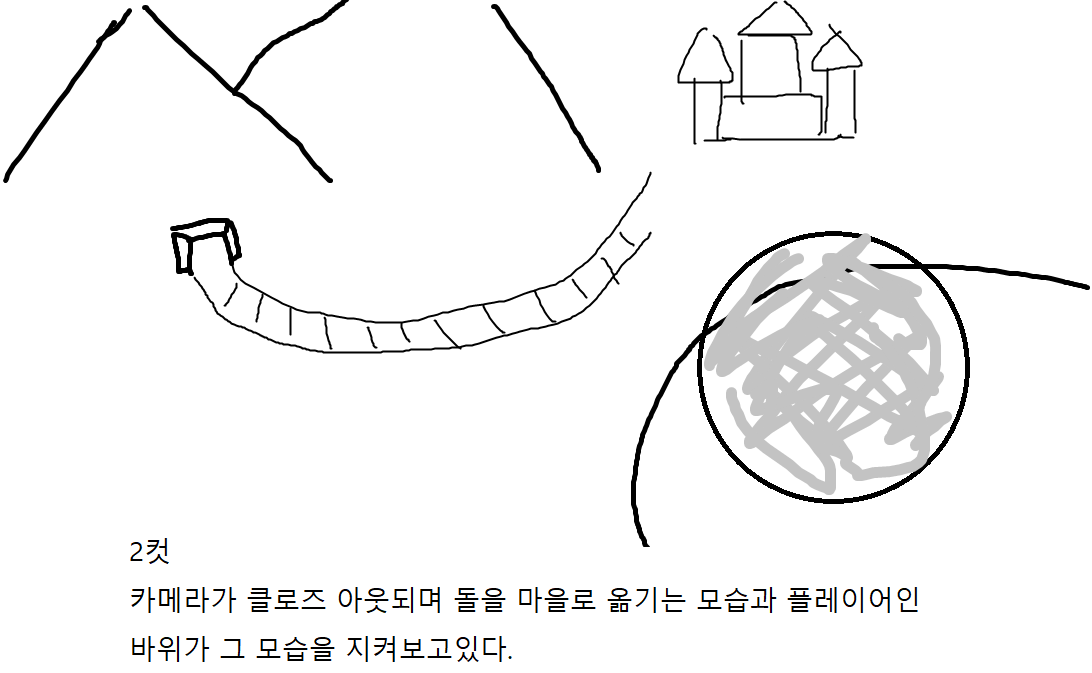 2컷
카메라가 클로즈 아웃되며 돌을 마을로 옮기는 모습과 플레이어인
바위가 그 모습을 지켜보고있다.